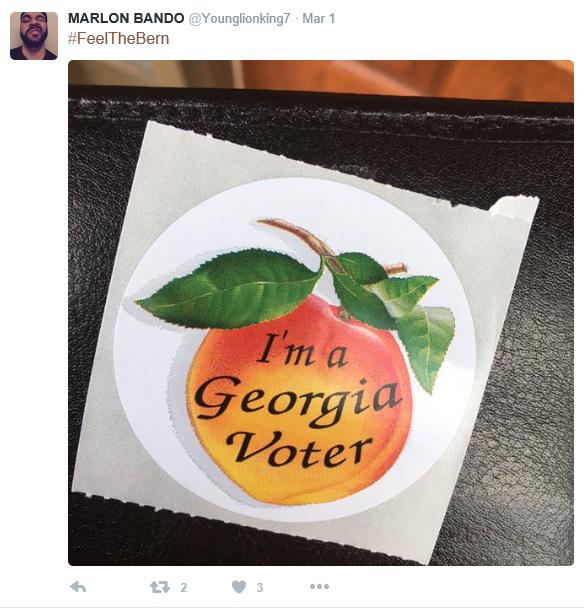 MARLON BANDO @Younglionking7 · Mar 1
#FeelTheBern
I'm a
Georgia
Voter
2
3